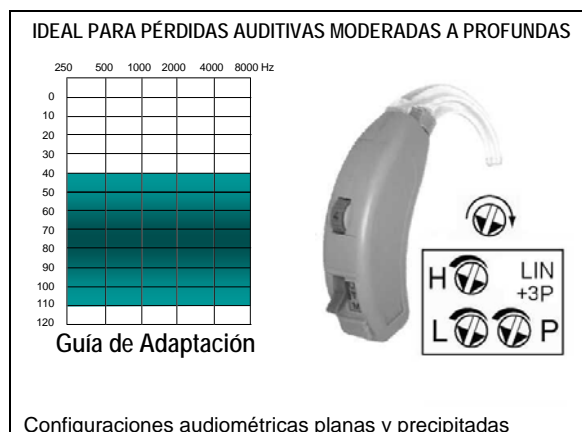 IDEAL PARA PÉRDIDAS AUDITIVAS MODERADAS A PROFUNDAS
250 500 1000 2000 4000 8000 Hz
0
10
20
30
40
50
60
70
80
90
100
110
120
Guía de Adaptación
H LIN
+3P
L P
Configuraciones audiométricas planas y precipitadas